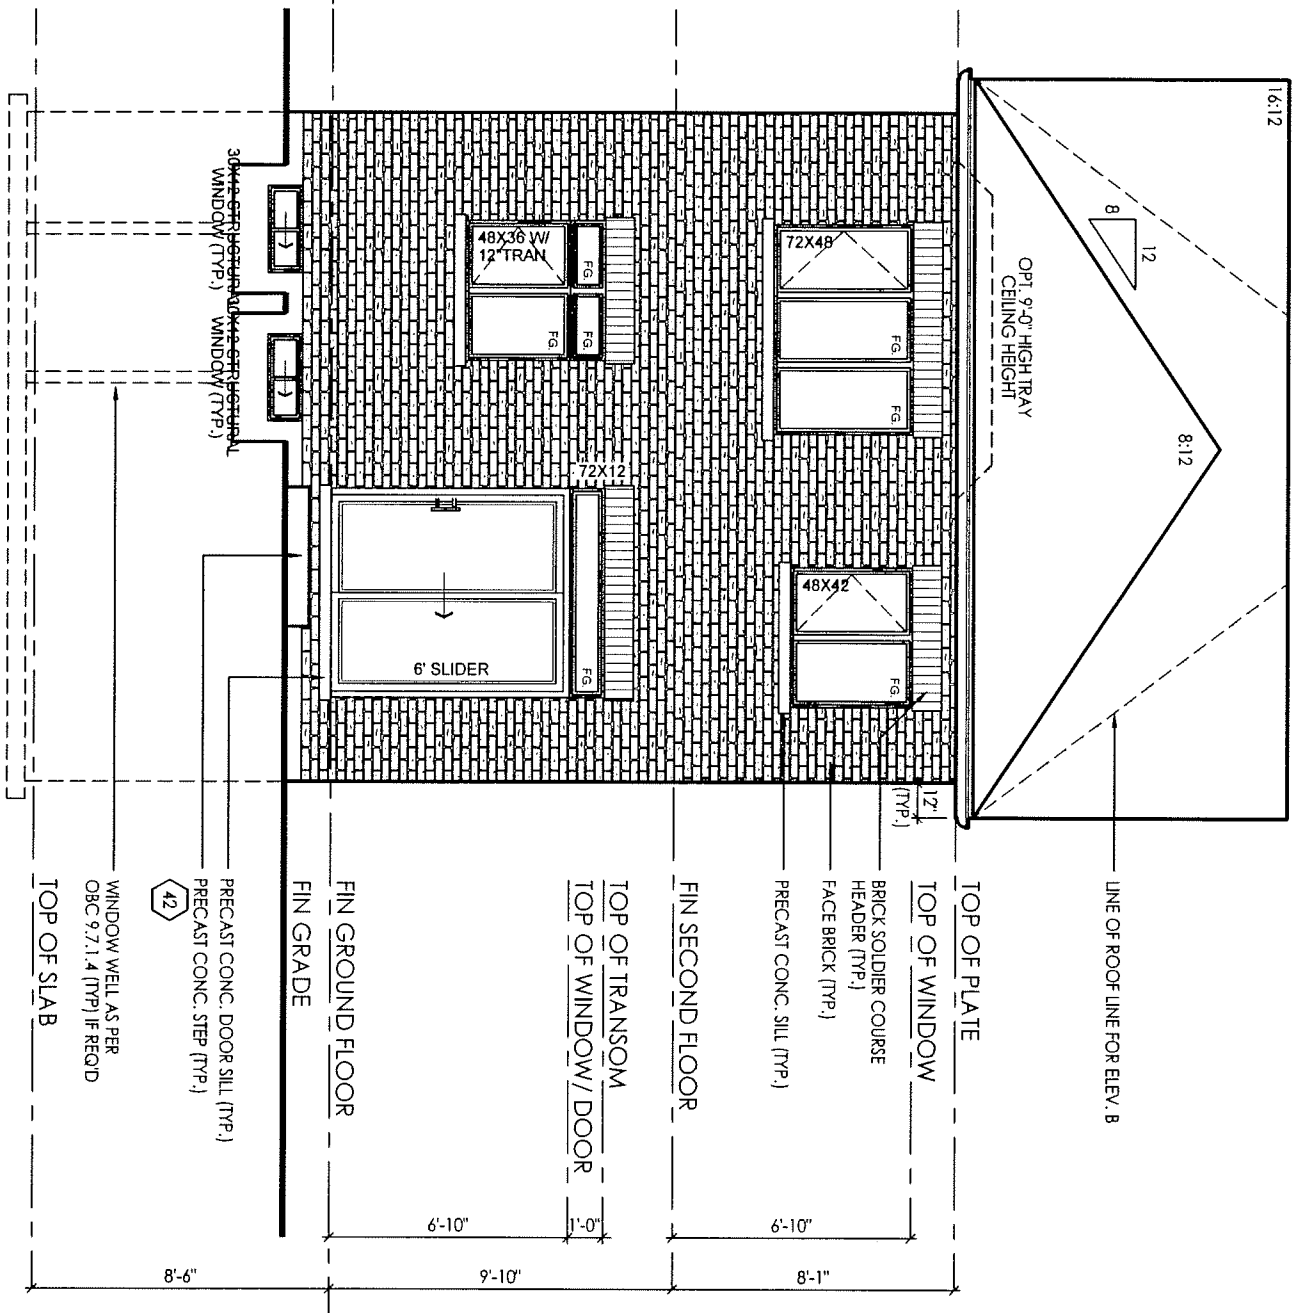 16:12
8
12
8:12
OPT. 9'-0" HIGH TRAY
CEILING HEIGHT
LINE OF ROOF LINE FOR ELEV. B
TOP OF PLATE
12"
(TYP.)
TOP OF WINDOW
BRICK SOLDIER COURSE
HEADER (TYP.)
FACE BRICK (TYP.)
PRECAST CONC. SILL (TYP.)
72X48
FG.
FG.
48X42
FG.
FIN SECOND FLOOR
TOP OF TRANSOM
TOP OF WINDOW/ DOOR
48X36 W/
12"TRAN
FG.
FG.
FG.
72X12
FG.
6' SLIDER
FIN GROUND FLOOR
FIN GRADE
PRECAST CONC. DOOR SILL (TYP.)
PRECAST CONC. STEP (TYP.)
42
30X12 STRUCTURAL
WINDOW (TYP.)
30X12 STRUCTURAL
WINDOW (TYP.)
WINDOW WELL AS PER
OBC 9.7.1.4 (TYP) IF REQ'D
TOP OF SLAB
6'-10"
1'-0"
6'-10"
8'-6"
9'-10"
8'-1"